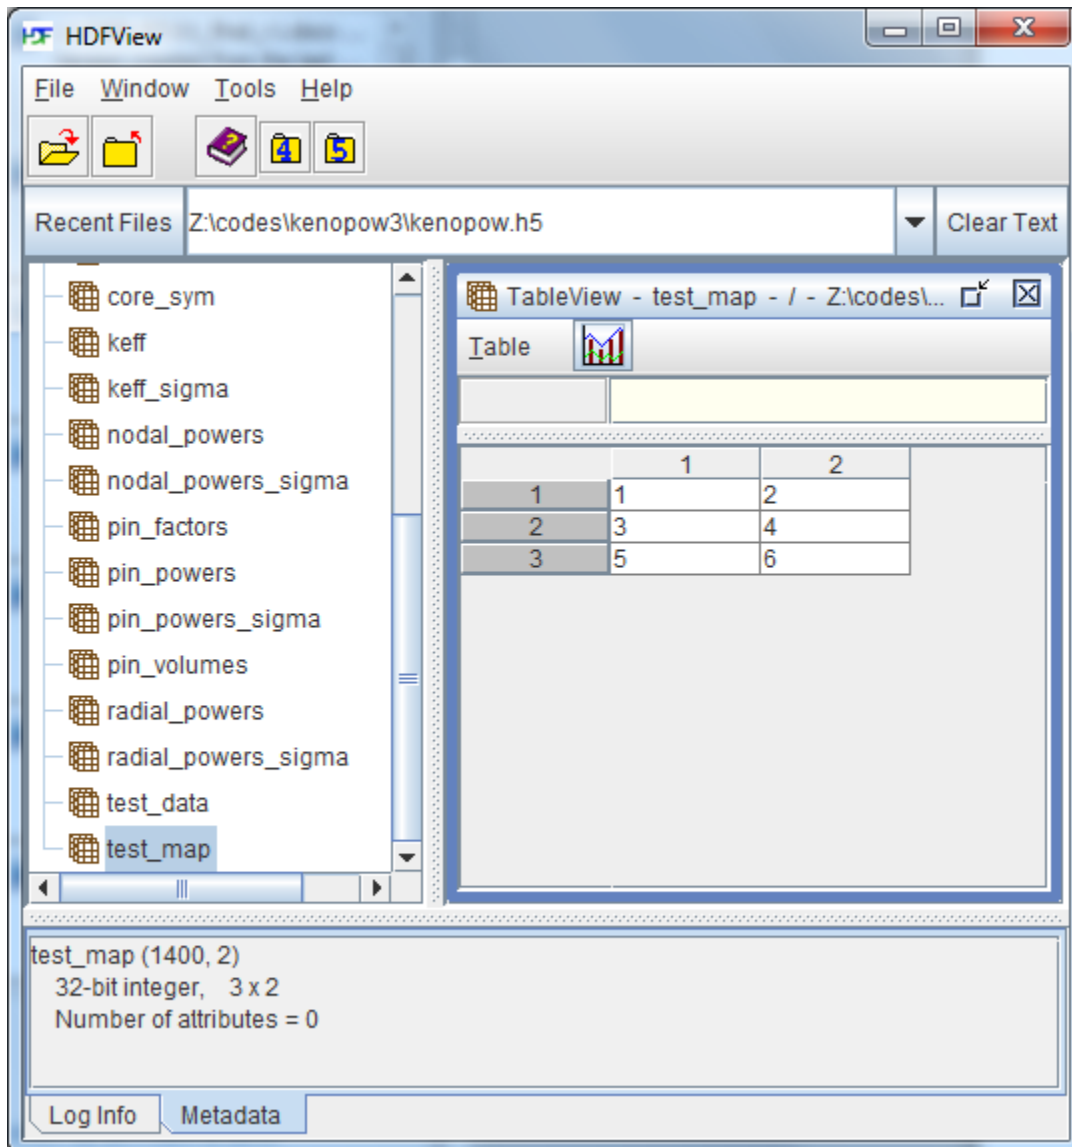 HDFView
File Window Tools Help
4 5
Recent Files Z:\codes\kenopow3\kenopow.h5 Clear Text
core_sym
keff
keff_sigma
nodal_powers
nodal_powers_sigma
pin_factors
pin_powers
pin_powers_sigma
pin_volumes
radial_powers
radial_powers_sigma
test_data
test_map
TableView - test_map - / - Z:\codes\...
Table
1 2
1 1 2
2 3 4
3 5 6
test_map (1400, 2)
32-bit integer, 3 x 2
Number of attributes = 0
Log Info Metadata